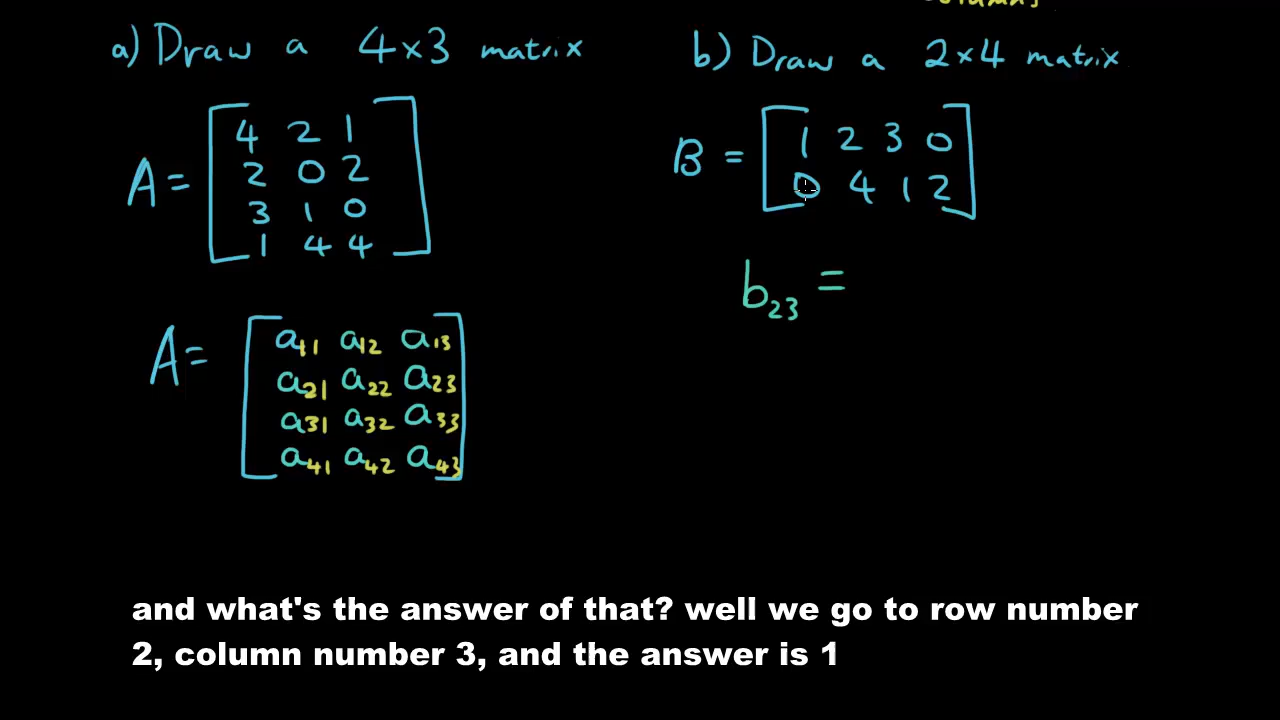 columns
a) Draw a 4×3 matrix
b) Draw a 2×4 matrix
A = [4 2 1
2 0 2
3 1 0
1 4 4]
B = [1 2 3 0
0 4 1 2]
b₂₃ =
A = [a₁₁ a₁₂ a₁₃
a₂₁ a₂₂ a₂₃
a₃₁ a₃₂ a₃₃
a₄₁ a₄₂ a₄₃]
and what's the answer of that? well we go to row number
2, column number 3, and the answer is 1